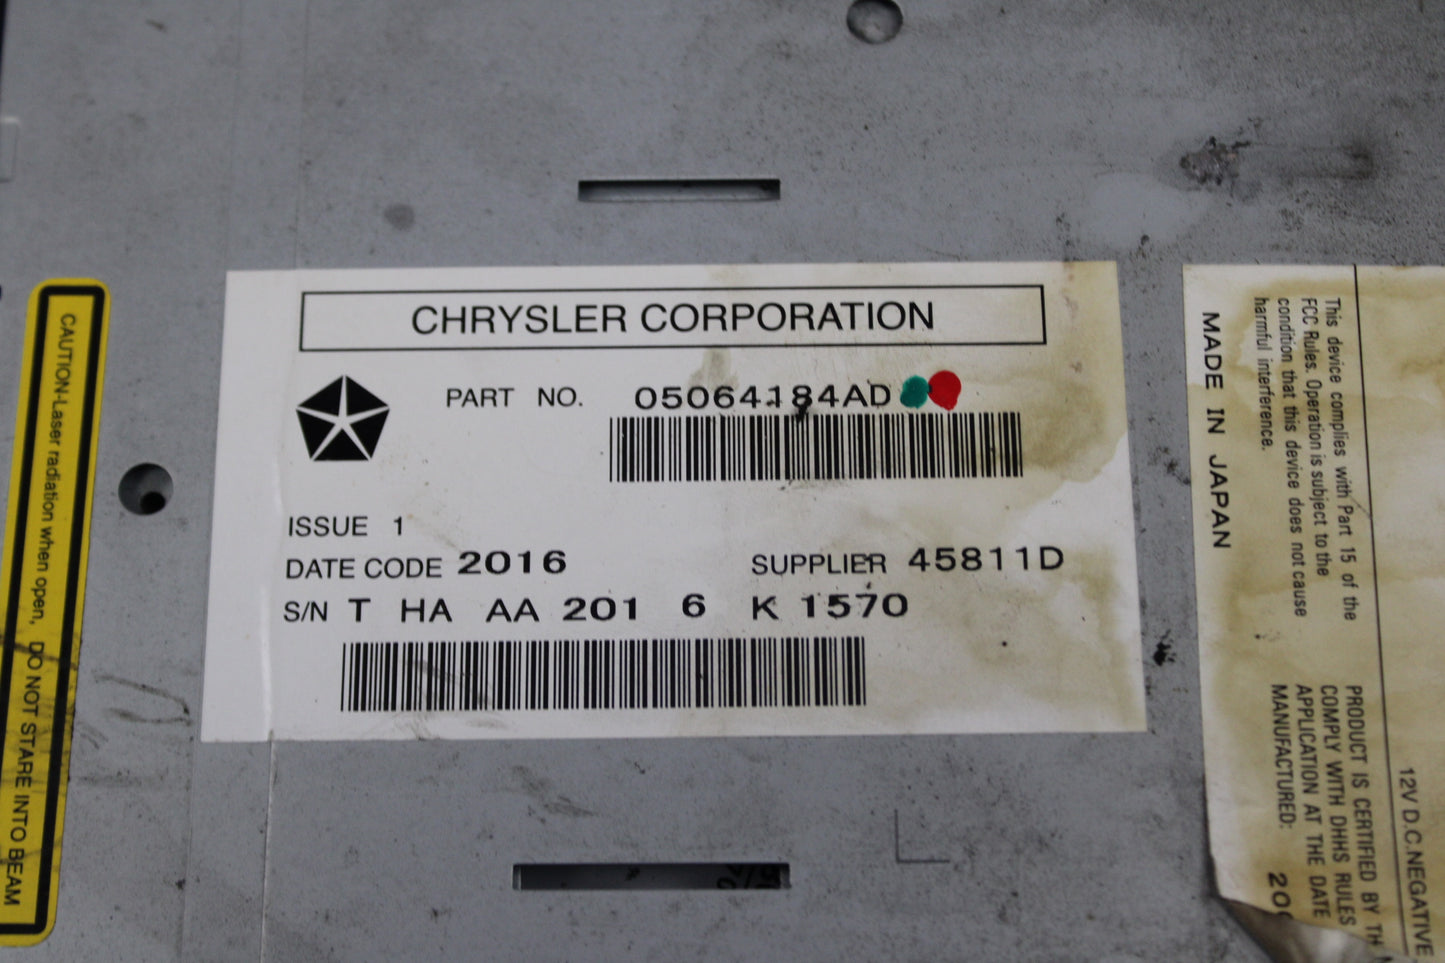 CAUTION-Laser radiation when open, DO NOT STARE INTO BEAM
CHRYSLER CORPORATION
PART NO. 05064184AD
ISSUE 1
DATE CODE 2016
SUPPLIER 45811D
S/N T HA AA 201 6 K 1570
MADE IN JAPAN
This device complies with Part 15 of the
FCC Rules. Operation is subject to the
condition that this device does not cause
harmful interference.
12V D.C.NEGATIVE
PRODUCT IS CERTIFIED BY
COMPLY WITH DHHS RULES
APPLICATION AT THE DATE
MANUFACTURED: